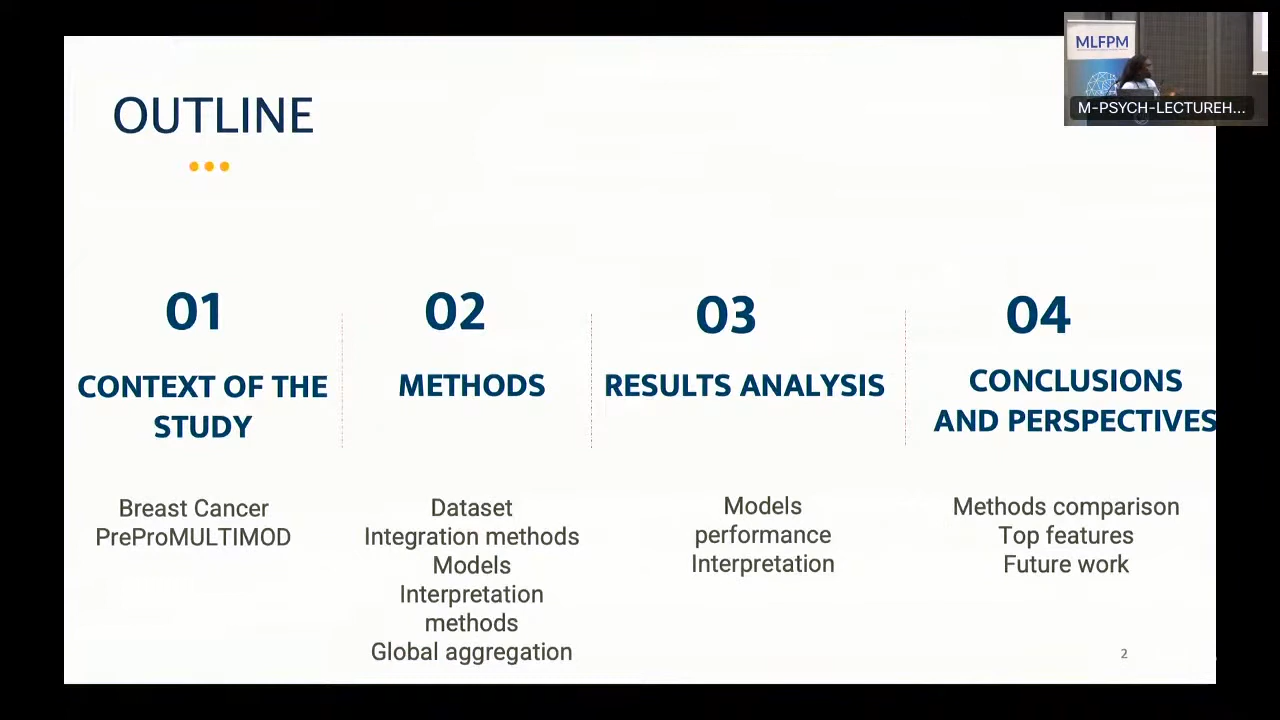 OUTLINE
MLFPM
M-PSYCH-LECTUREH...
01
CONTEXT OF THE
STUDY
Breast Cancer
PreProMULTIMOD
02
METHODS
Dataset
Integration methods
Models
Interpretation
methods
Global aggregation
03
RESULTS ANALYSIS
Models
performance
Interpretation
04
CONCLUSIONS
AND PERSPECTIVES
Methods comparison
Top features
Future work
2